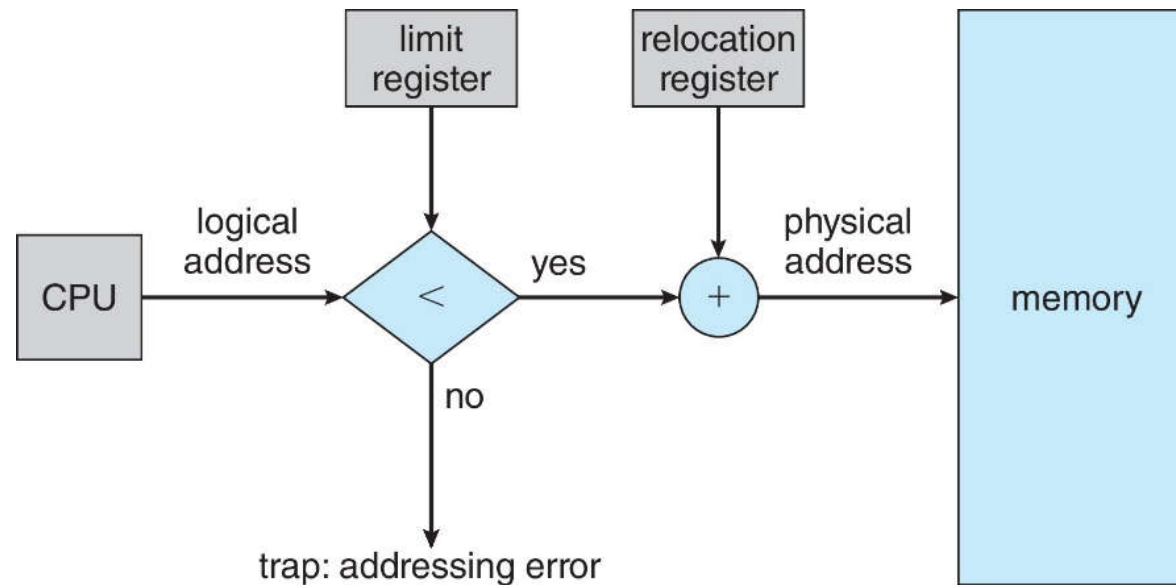 limit
register
relocation
register
logical
address
yes
physical
address
CPU
<
+
memory
no
trap: addressing error